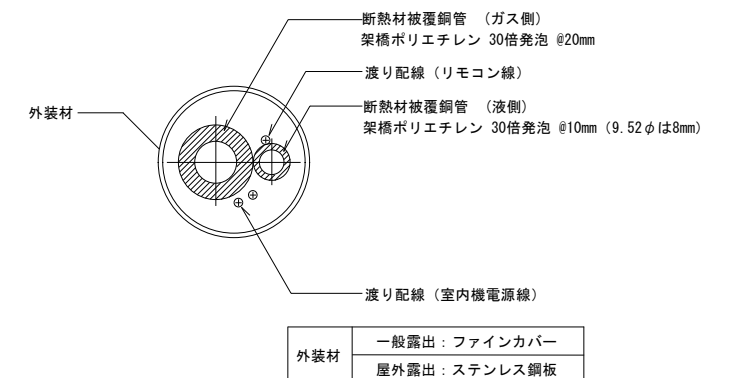 断熱材被覆銅管 （ガス側）
架橋ポリエチレン 30倍発泡 @20mm
渡り配線（リモコン線）
断熱材被覆銅管 （液側）
架橋ポリエチレン 30倍発泡 @10mm（9.52φは8mm）
外装材
渡り配線（室内機電源線）
外装材
一般露出：ファインカバー
屋外露出：ステンレス鋼板